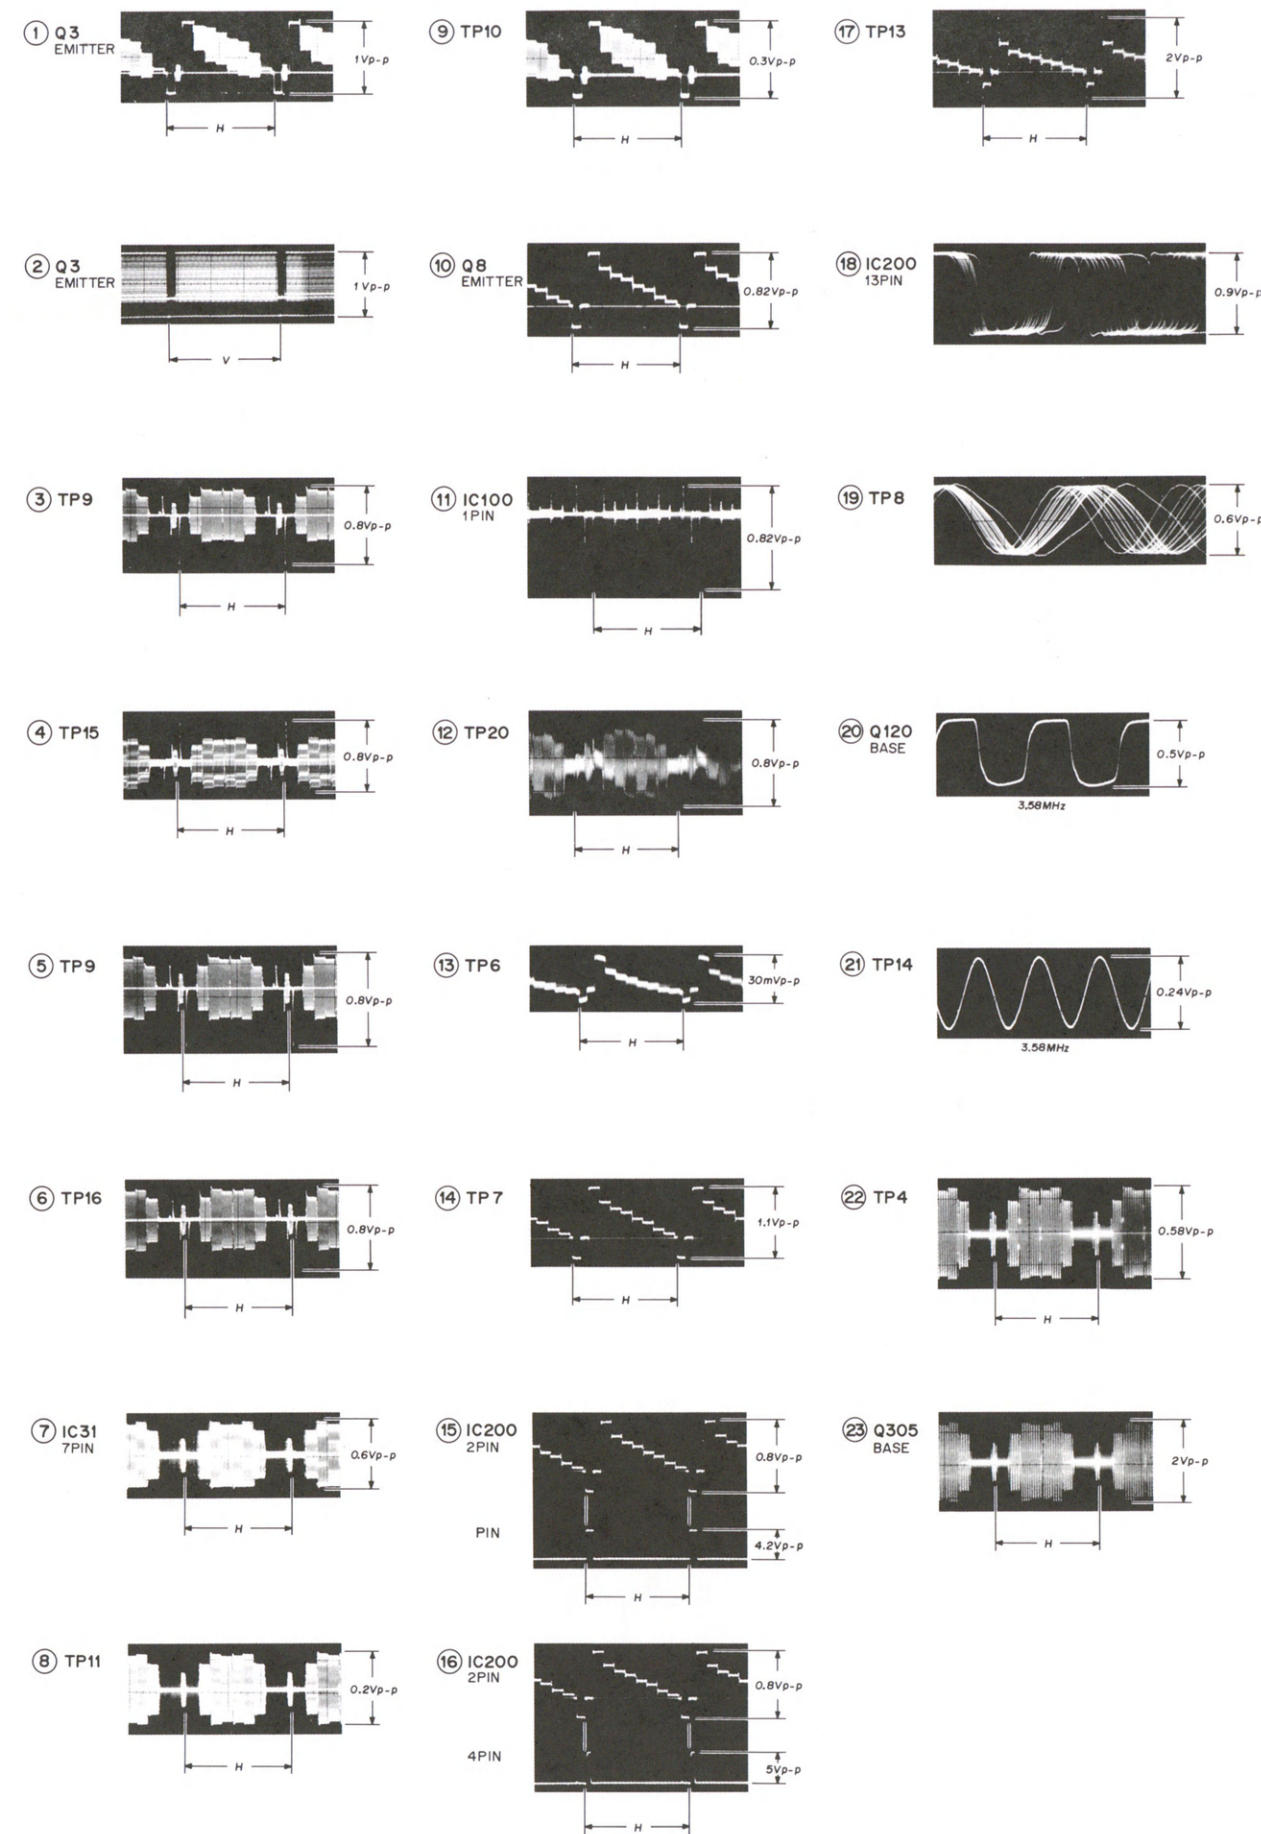 ① Q3
EMITTER
1Vp-p
H
② Q3
EMITTER
1Vp-p
V
③ TP9
0.8Vp-p
H
④ TP15
0.8Vp-p
H
⑤ TP9
0.8Vp-p
H
⑥ TP16
0.8Vp-p
H
⑦ IC31
7PIN
0.6Vp-p
H
⑧ TP11
0.2Vp-p
H
⑨ TP10
0.3Vp-p
H
⑩ Q8
EMITTER
0.82Vp-p
H
⑪ IC100
1PIN
0.82Vp-p
H
⑫ TP20
0.8Vp-p
H
⑬ TP6
30mVp-p
H
⑭ TP7
1.1Vp-p
H
⑮ IC200
2PIN
0.8Vp-p
PIN
4.2Vp-p
H
⑯ IC200
2PIN
0.8Vp-p
4PIN
5Vp-p
H
⑰ TP13
2Vp-p
H
⑱ IC200
13PIN
0.9Vp-p
⑲ TP8
0.6Vp-p
⑳ Q120
BASE
0.5Vp-p
3.58MHz
㉑ TP14
0.24Vp-p
3.58MHz
㉒ TP4
0.58Vp-p
H
㉓ Q305
BASE
2Vp-p
H